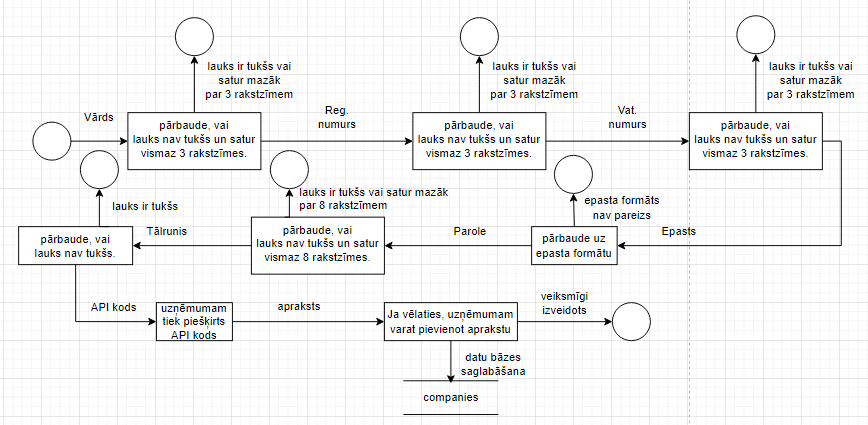 lauks ir tukšs vai
satur mazāk
par 3 rakstzīmem
lauks ir tukšs vai
satur mazāk
par 3 rakstzīmem
lauks ir tukšs vai
satur mazāk
par 3 rakstzīmem
Vārds
pārbaude, vai
lauks nav tukšs un satur
vismaz 3 rakstzīmes.
Reg.
numurs
pārbaude, vai
lauks nav tukšs un satur
vismaz 3 rakstzīmes.
Vat.
numurs
pārbaude, vai
lauks nav tukšs un satur
vismaz 3 rakstzīmes.
Epasts
epasta formāts
nav pareizs
pārbaude uz
epasta formātu
Parole
lauks ir tukšs vai satur mazāk
par 8 rakstzīmem
pārbaude, vai
lauks nav tukšs un satur
vismaz 8 rakstzīmes.
Tālrunis
lauks ir tukšs
pārbaude, vai
lauks nav tukšs.
API kods
uzņēmumam
tiek piešķirts
API kods
apraksts
Ja vēlaties, uzņēmumam
varat pievienot aprakstu
veiksmīgi
izveidots
datu bāzes
saglabāšana
companies